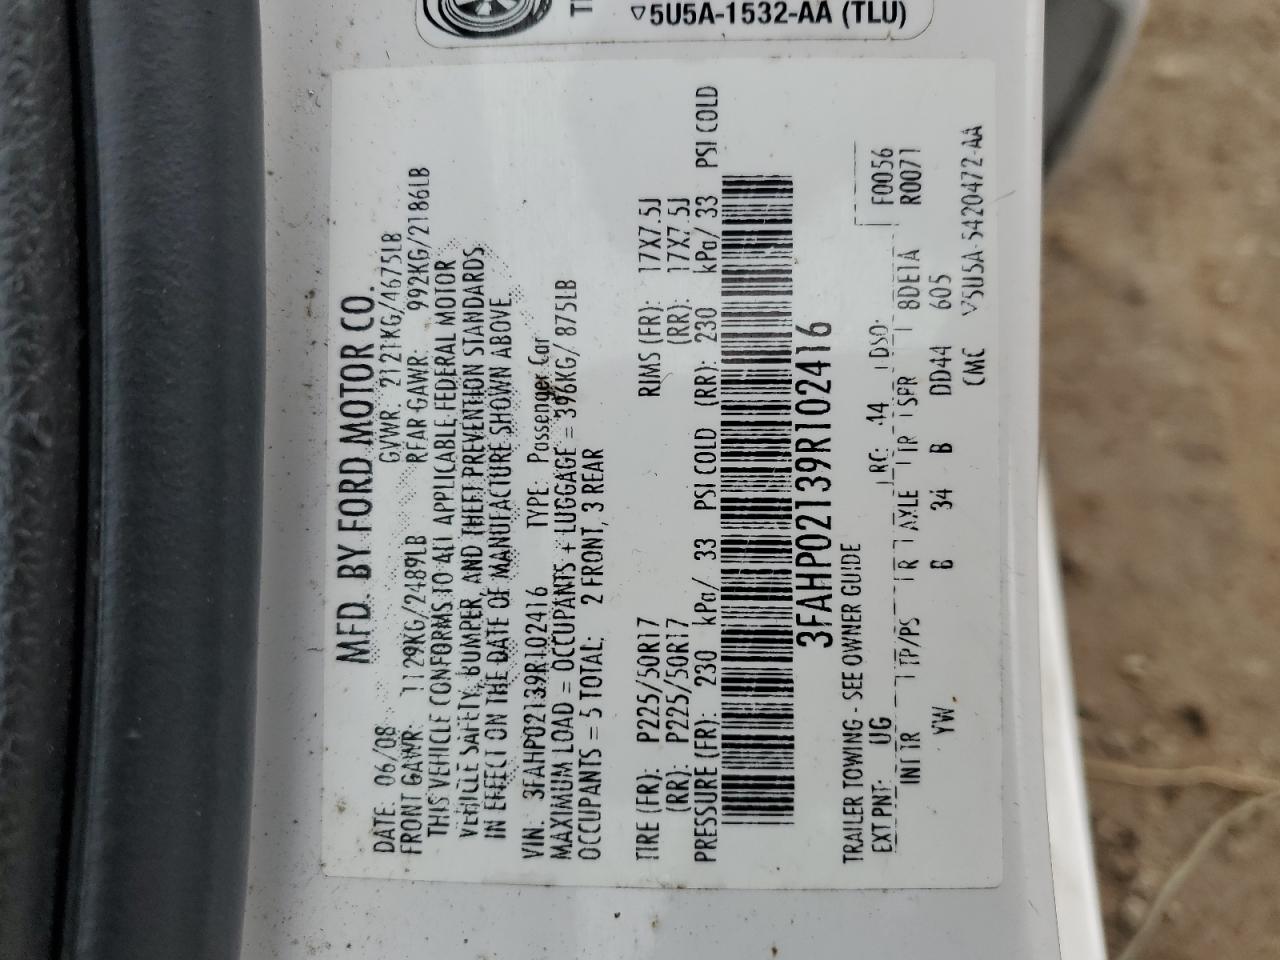 5U5A-1532-AA (TLU)
MFD. BY FORD MOTOR CO.
DATE: 06/08 GVWR: 2121KG/4675LB
FRONT GAWR: 1129KG/2489LB REAR GAWR: 992KG/2186LB
THIS VEHICLE CONFORMS TO ALL APPLICABLE FEDERAL MOTOR
VEHICLE SAFETY, BUMPER, AND THEFT PREVENTION STANDARDS
IN EFFECT ON THE DATE OF MANUFACTURE SHOWN ABOVE.
VIN: 3FAHP02139R102416 TYPE: Passenger Car
MAXIMUM LOAD = OCCUPANTS + LUGGAGE = 396KG/ 875LB
OCCUPANTS = 5 TOTAL: 2 FRONT, 3 REAR
TIRE (FR): P225/50R17 RIMS (FR): 17X7.5J
(RR): P225/50R17 (RR): 17X7.5J
PRESSURE (FR): 230 kPa/ 33 PSI COLD (RR): 230 kPa/ 33 PSI COLD
3FAHP02139R102416
TRAILER TOWING - SEE OWNER GUIDE
EXT PNT: UG RC: 44 DSO: F0056
R0071
INT TR TP/PS R AXLE TR SPR 8DE1A
YW B 34 B DD44 605
CMC 5U5A-5420472-AA